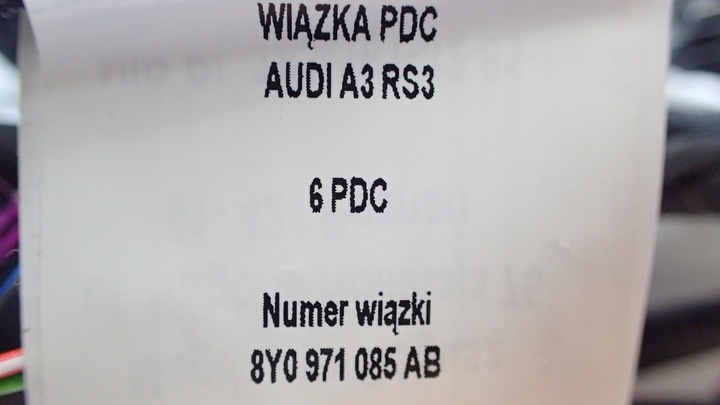 WIĄZKA PDC
AUDI A3 RS3
6 PDC
Numer wiązki
8Y0 971 085 AB